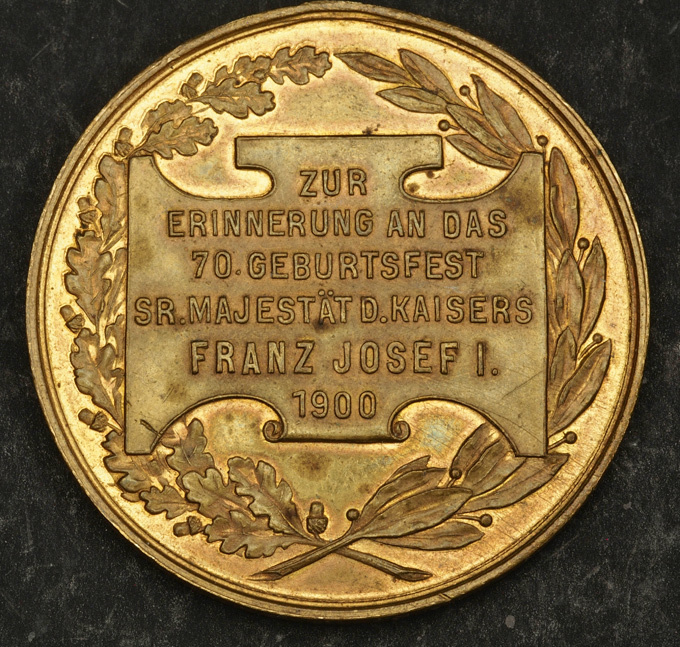 ZUR
ERINNERUNG AN DAS
70. GEBURTSFEST
SR. MAJESTÄT D. KAISERS
FRANZ JOSEF I.
1900